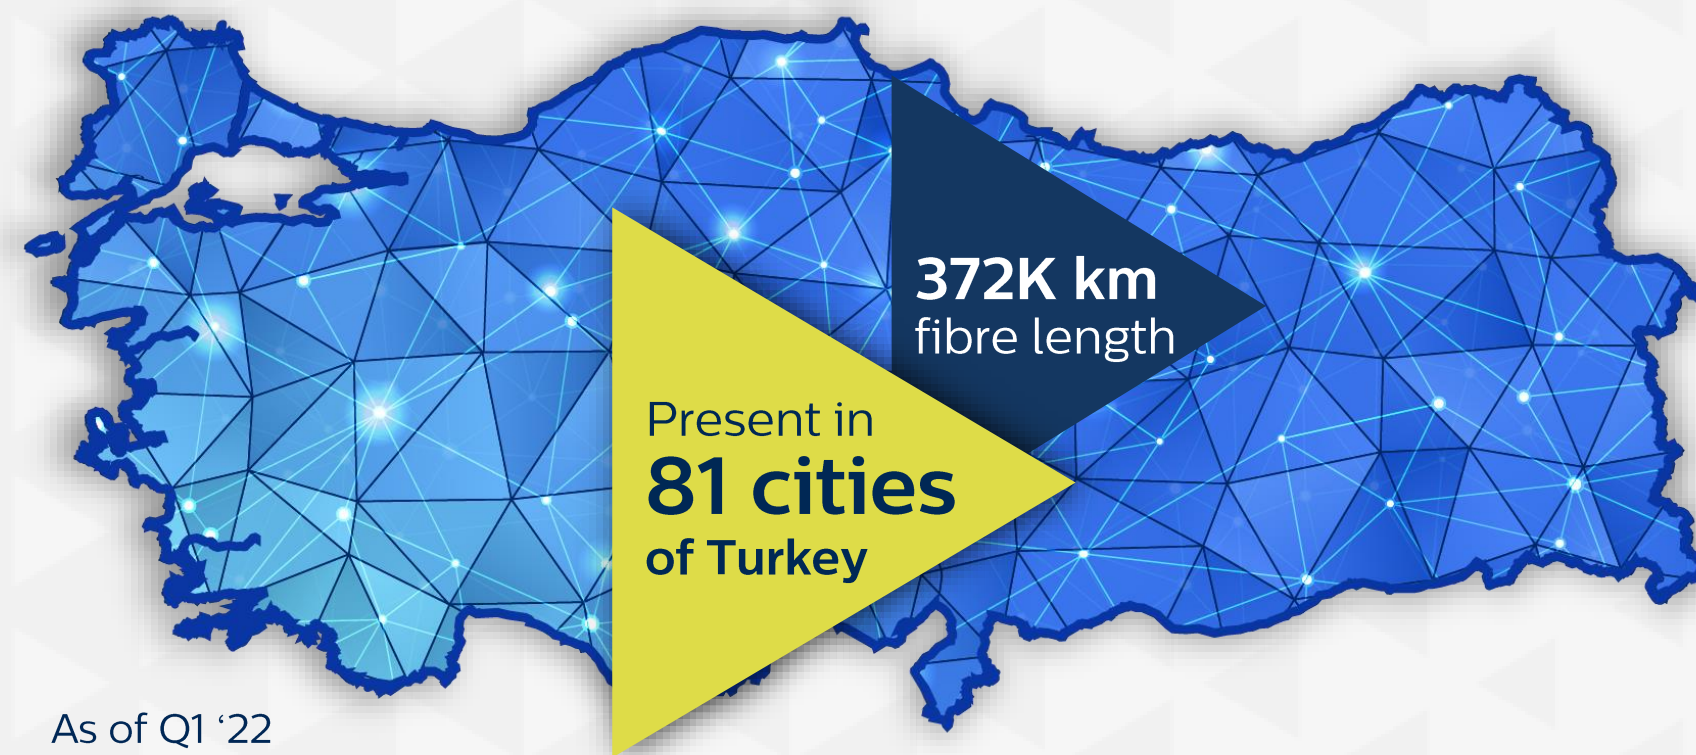 372K km
fibre length
Present in
81 cities
of Turkey
As of Q1 ‘22